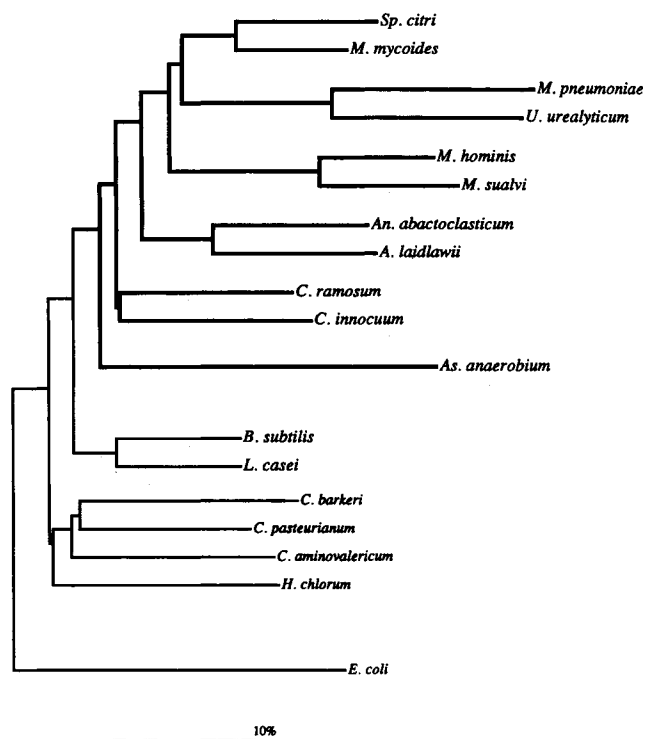 Sp. citri
M. mycoides
M. pneumoniae
U. urealyticum
M. hominis
M. sualvi
An. abactoclasticum
A. laidlawii
C. ramosum
C. innocuum
As. anaerobium
B. subtilis
L. casei
C. barkeri
C. pasteurianum
C. aminovalericum
H. chlorum
E. coli
10%